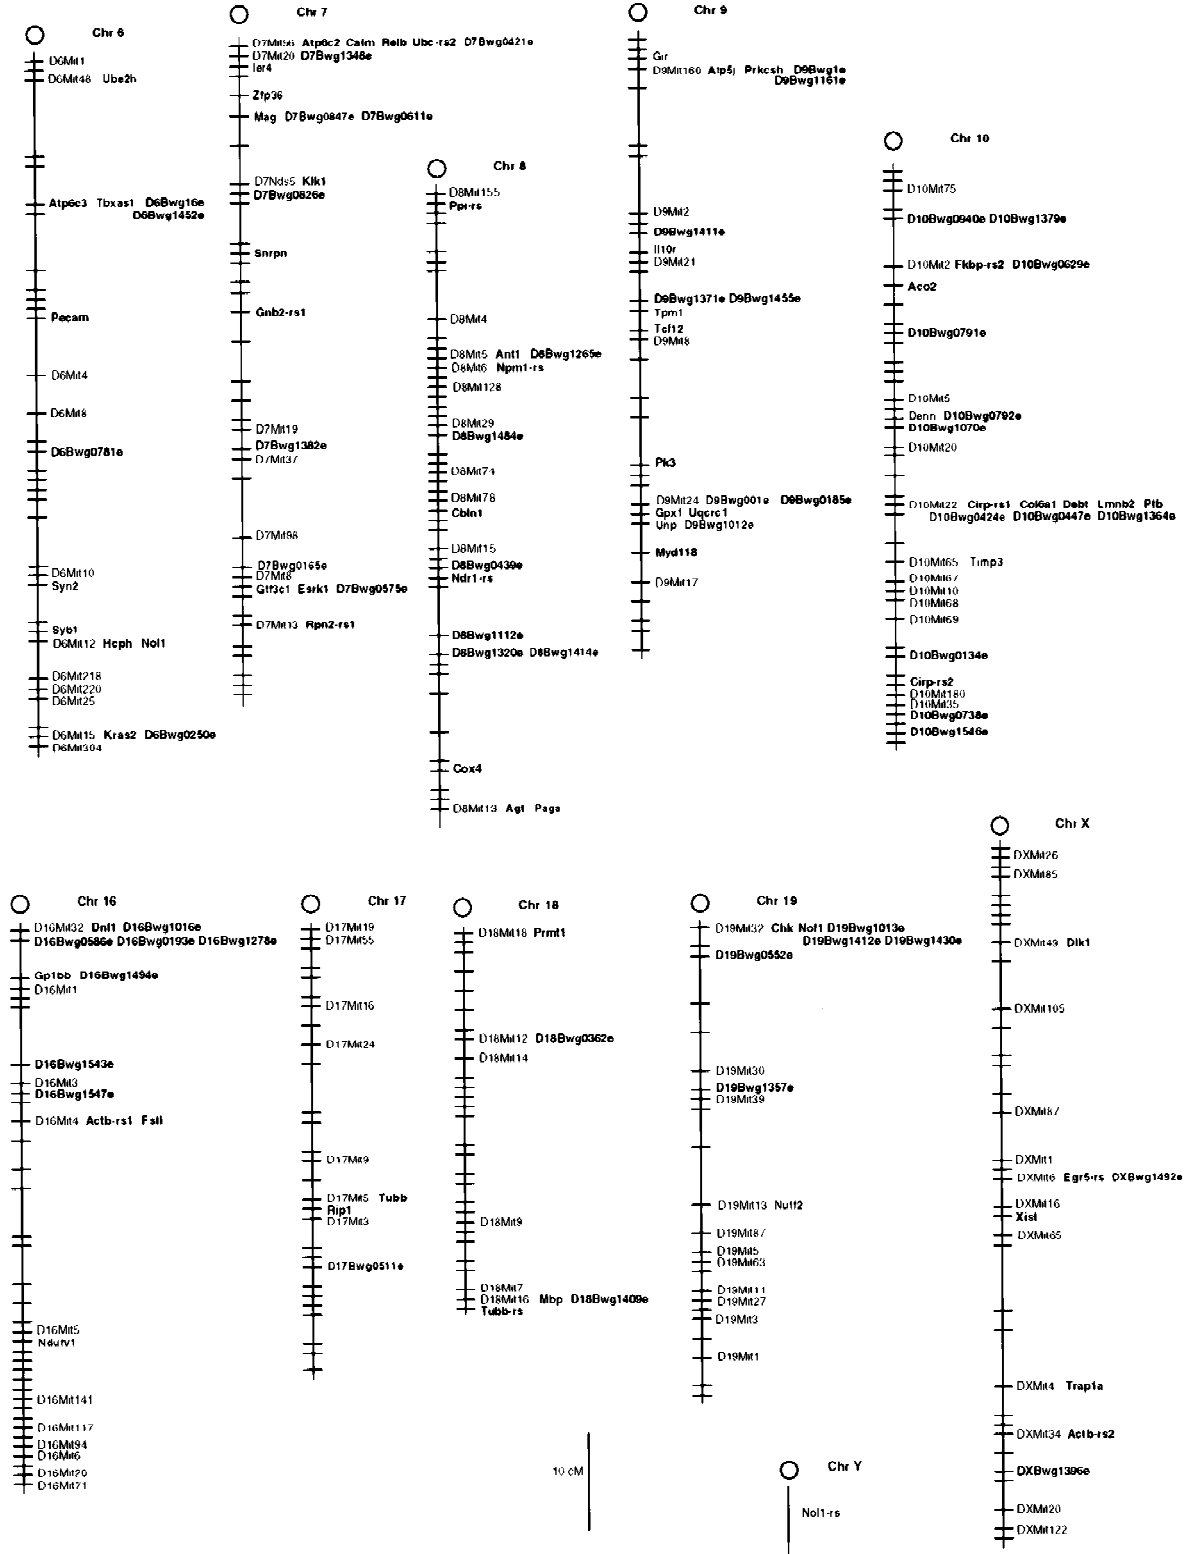 Chr 6
D6Mit1
D6Mit48 Ube2h
Atp6c3 Tbxas1 D6Bwg16e
D6Bwg1452e
Pecam
D6Mit4
D6Mit8
D6Bwg0781e
D6Mit10
Syn2
Syb1
D6Mit12 Hcph Nol1
D6Mit218
D6Mit220
D6Mit25
D6Mit15 Kras2 D6Bwg0250e
D6Mit304
Chr 7
D7Mit56 Atp6c2 Calm Relb Ubc-rs2 D7Bwg0421e
D7Mit20 D7Bwg1348e
Ier4
Zfp36
Mag D7Bwg0847e D7Bwg0611e
D7Nds5 Klk1
D7Bwg0826e
Snrpn
Gnb2-rs1
D7Mit19
D7Bwg1382e
D7Mit37
D7Mit98
D7Bwg0165e
D7Mit8
Gtf3c1 Esrk1 D7Bwg0575e
D7Mit13 Rpn2-rs1
Chr 8
D8Mit155
Ppi-rs
D8Mit4
D8Mit5 Ant1 D8Bwg1265e
D8Mit6 Npm1-rs
D8Mit128
D8Mit29
D8Bwg1484e
D8Mit74
D8Mit78
Cbln1
D8Mit15
D8Bwg0439e
Ndr1-rs
D8Bwg1112e
D8Bwg1320e D8Bwg1414e
Cox4
D8Mit13 Agt Paga
Chr 9
Gir
D9Mit160 Atp5j Prkcsh D9Bwg1e
D9Bwg1161e
D9Mit2
D9Bwg1411e
Il10r
D9Mit21
D9Bwg1371e D9Bwg1455e
Tpm1
Tcf12
D9Mit8
Pk3
D9Mit24 D9Bwg001e D9Bwg0185e
Gpx1 Uqcrc1
Unp D9Bwg1012e
Myd118
D9Mit17
Chr 10
D10Mit75
D10Bwg0940e D10Bwg1379e
D10Mit2 Fkbp-rs2 D10Bwg0629e
Aco2
D10Bwg0791e
D10Mit5
Denn D10Bwg0792e
D10Bwg1070e
D10Mit20
D10Mit22 Cirp-rs1 Col6a1 Debt Lmnb2 Ptb
D10Bwg0424e D10Bwg0447e D10Bwg1364e
D10Mit65 Timp3
D10Mit67
D10Mit10
D10Mit68
D10Mit69
D10Bwg0134e
Cirp-rs2
D10Mit180
D10Mit35
D10Bwg0738e
D10Bwg1546e
Chr 16
D16Mit32 Dnl1 D16Bwg1016e
D16Bwg0586e D16Bwg0193e D16Bwg1278e
Gp1bb D16Bwg1494e
D16Mit1
D16Bwg1543e
D16Mit3
D16Bwg1547e
D16Mit4 Actb-rs1 Fstl
D16Mit5
Ndufv1
D16Mit141
D16Mit117
D16Mit94
D16Mit6
D16Mit20
D16Mit71
Chr 17
D17Mit19
D17Mit55
D17Mit16
D17Mit24
D17Mit9
D17Mit5 Tubb
Rip1
D17Mit3
D17Bwg0511e
Chr 18
D18Mit18 Prmt1
D18Mit12 D18Bwg0362e
D18Mit14
D18Mit9
D18Mit7
D18Mit16 Mbp D18Bwg1409e
Tubb-rs
Chr 19
D19Mit32 Chk Nof1 D19Bwg1013e
D19Bwg1412e D19Bwg1430e
D19Bwg0552e
D19Mit30
D19Bwg1357e
D19Mit39
D19Mit13 Nuff2
D19Mit87
D19Mit5
D19Mit63
D19Mit11
D19Mit27
D19Mit3
D19Mit1
Chr X
DXMit26
DXMit85
DXMit49 Dlk1
DXMit105
DXMit87
DXMit1
DXMit6 Egr5-rs DXBwg1492e
DXMit16
Xist
DXMit65
DXMit4 Trap1a
DXMit34 Actb-rs2
DXBwg1396e
DXMit20
DXMit122
10 cM
Chr Y
Nol1-rs